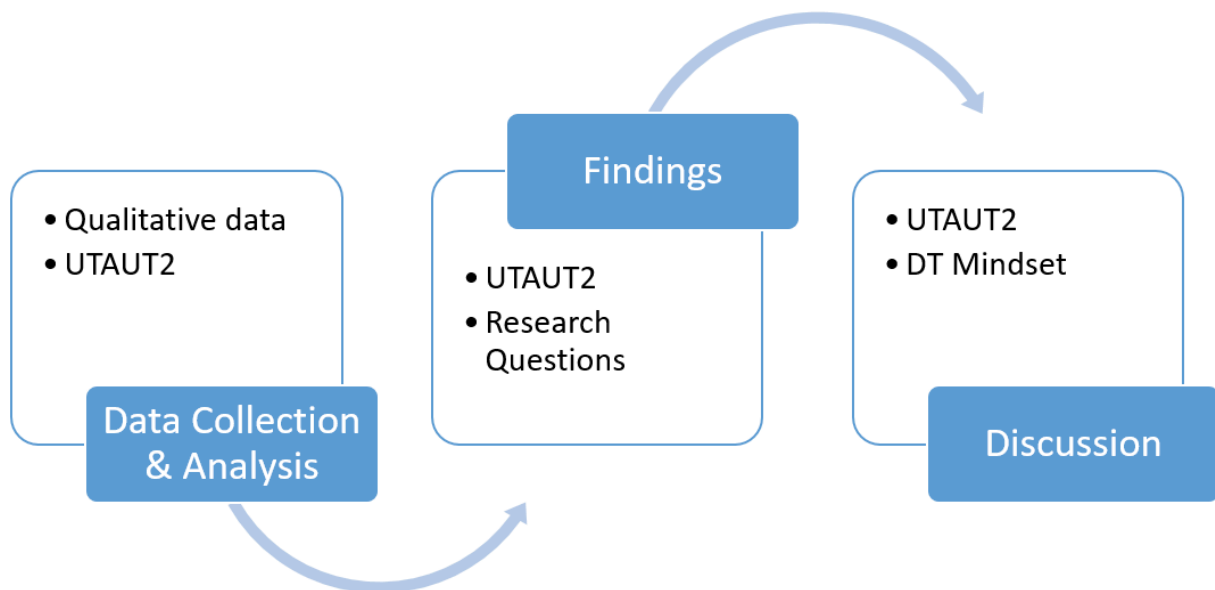 • Qualitative data
• UTAUT2
Data Collection
& Analysis
Findings
• UTAUT2
• Research
Questions
• UTAUT2
• DT Mindset
Discussion